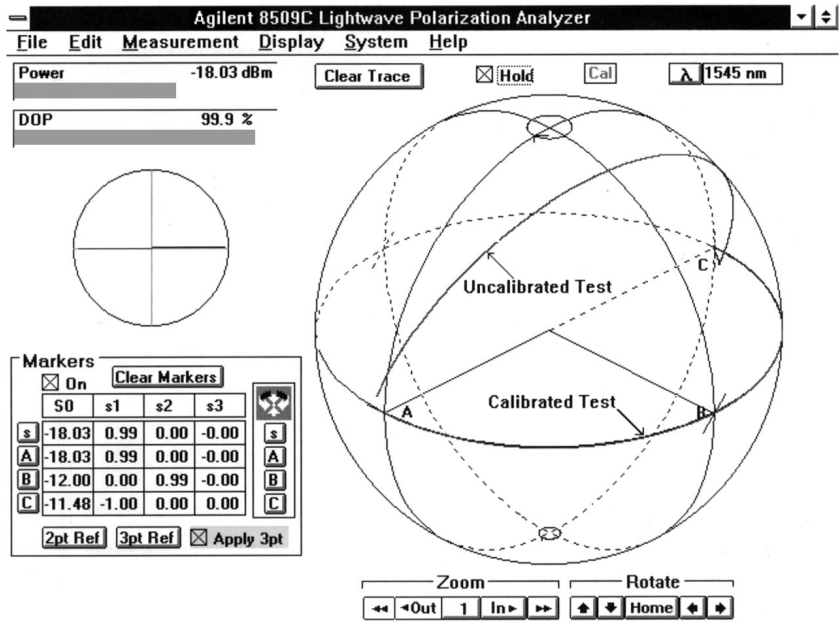 Agilent 8509C Lightwave Polarization Analyzer
File Edit Measurement Display System Help
Power -18.03 dBm
Clear Trace
Hold
Cal
λ 1545 nm
DOP 99.9 %
C
Uncalibrated Test
A
Calibrated Test
B
Markers
On
Clear Markers
S0 s1 s2 s3
s -18.03 0.99 0.00 -0.00 s
A -18.03 0.99 0.00 -0.00 A
B -12.00 0.00 0.99 -0.00 B
C -11.48 -1.00 0.00 0.00 C
2pt Ref 3pt Ref Apply 3pt
Zoom
Out 1 In
Rotate
Home